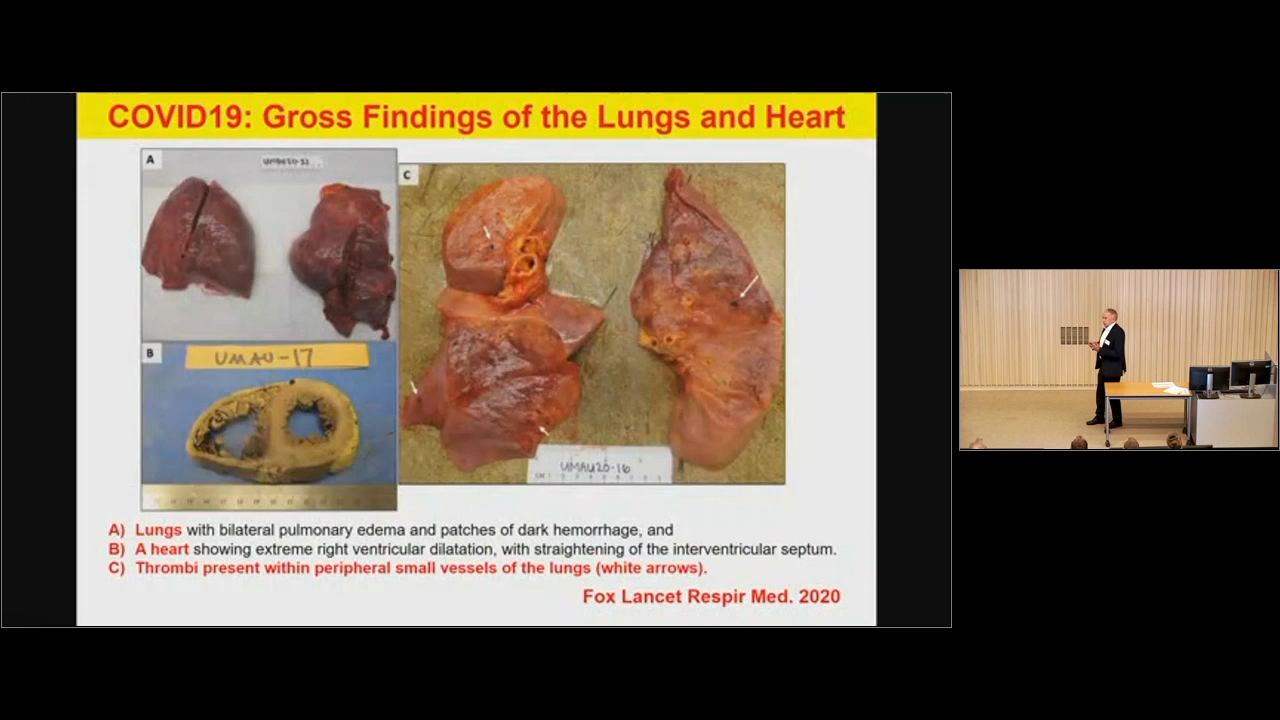 COVID19: Gross Findings of the Lungs and Heart
A
C
B
UMAU-17
UMAU20-16
A) Lungs with bilateral pulmonary edema and patches of dark hemorrhage, and
B) A heart showing extreme right ventricular dilatation, with straightening of the interventricular septum.
C) Thrombi present within peripheral small vessels of the lungs (white arrows).
Fox Lancet Respir Med. 2020